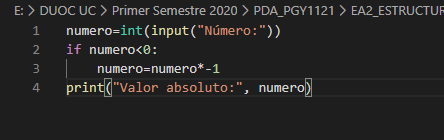 E: > DUOC UC > Primer Semestre 2020 > PDA_PGY1121 > EA2_ESTRUCTUR
1 numero=int(input("Número:"))
2 if numero<0:
3 numero=numero*-1
4 print("Valor absoluto:", numero)